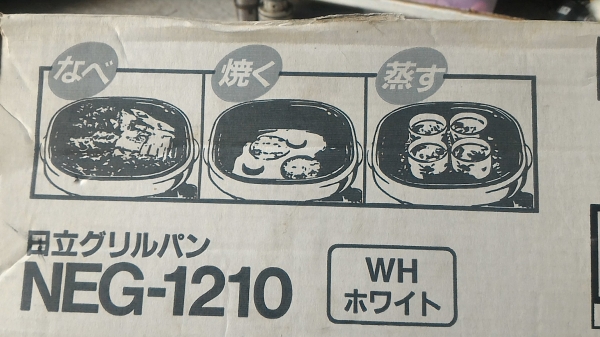 なべ
焼く
蒸す
日立グリルパン
NEG-1210
WH
ホワイト